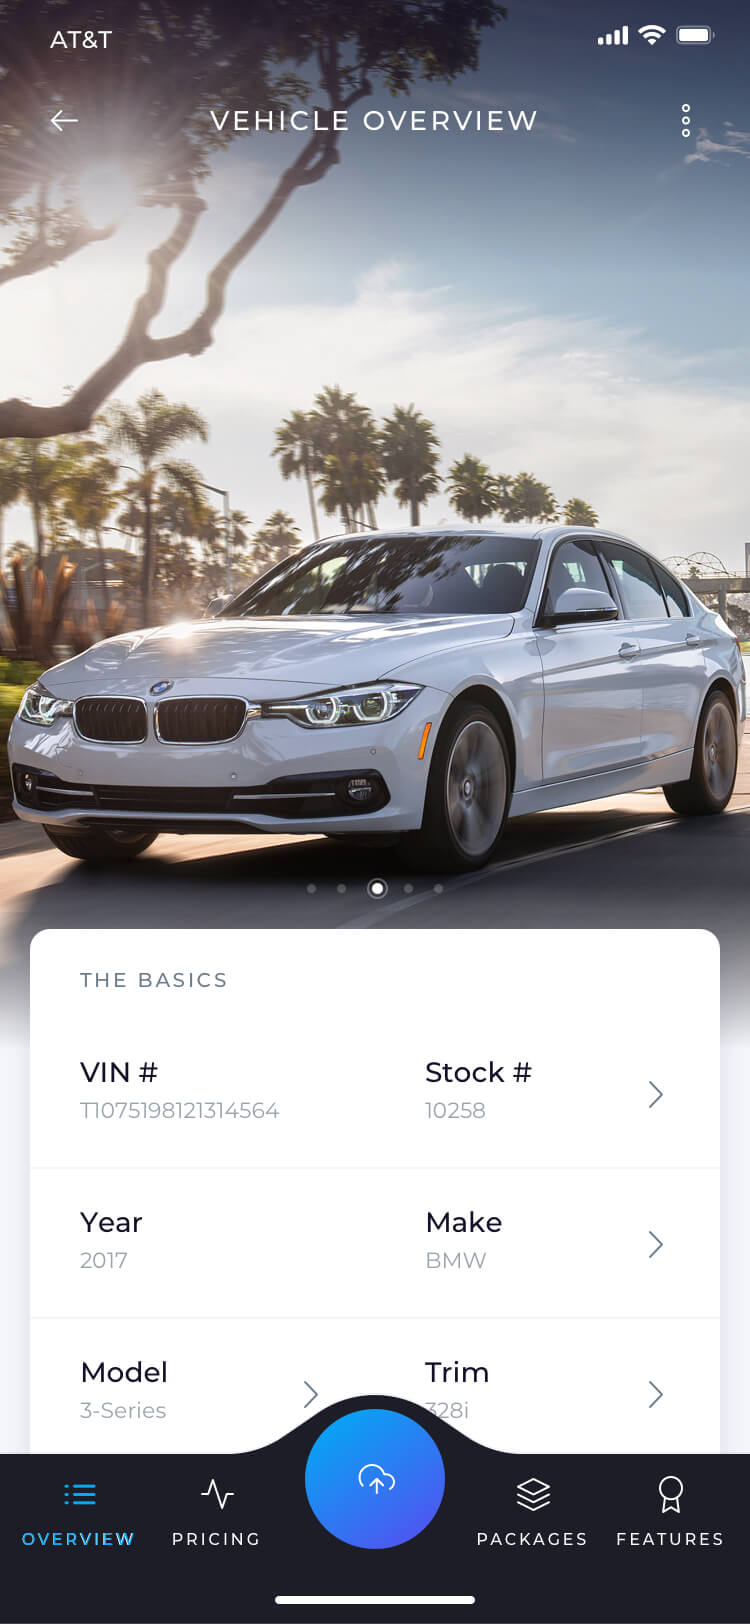 AT&T
VEHICLE OVERVIEW
THE BASICS
VIN # Stock #
T1075198121314564 10258
Year Make
2017 BMW
Model Trim
3-Series 328i
OVERVIEW PRICING PACKAGES FEATURES